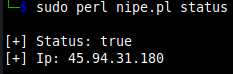 └─$ sudo perl nipe.pl status
[+] Status: true
[+] Ip: 45.94.31.180